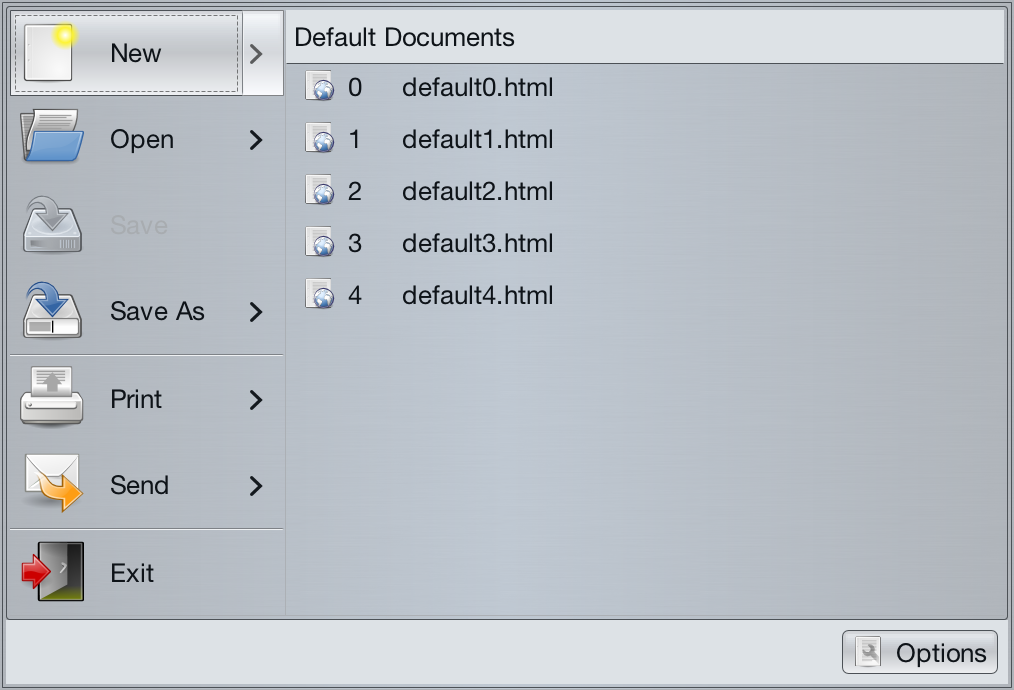 New
Open
Save
Save As
Print
Send
Exit
Default Documents
0 default0.html
1 default1.html
2 default2.html
3 default3.html
4 default4.html
Options